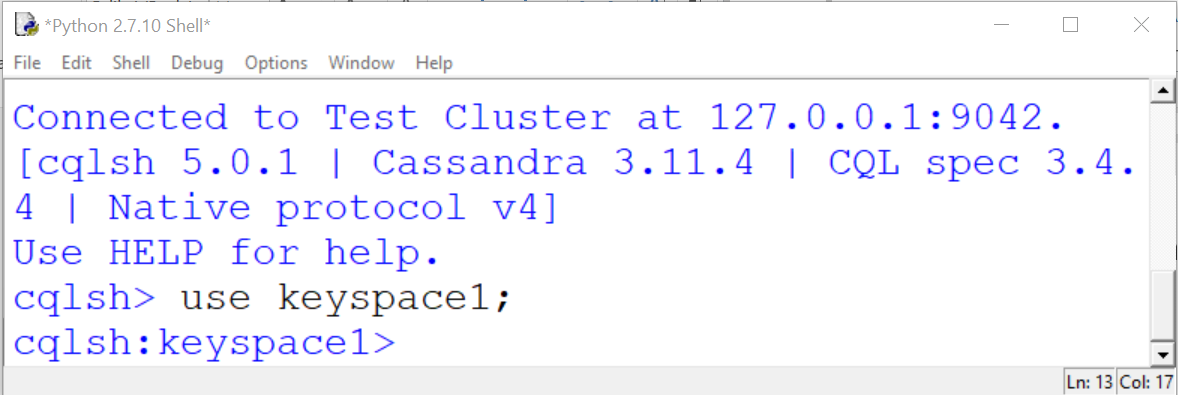 *Python 2.7.10 Shell*
File Edit Shell Debug Options Window Help
Connected to Test Cluster at 127.0.0.1:9042.
[cqlsh 5.0.1 | Cassandra 3.11.4 | CQL spec 3.4.
4 | Native protocol v4]
Use HELP for help.
cqlsh> use keyspace1;
cqlsh:keyspace1>
Ln: 13 Col: 17